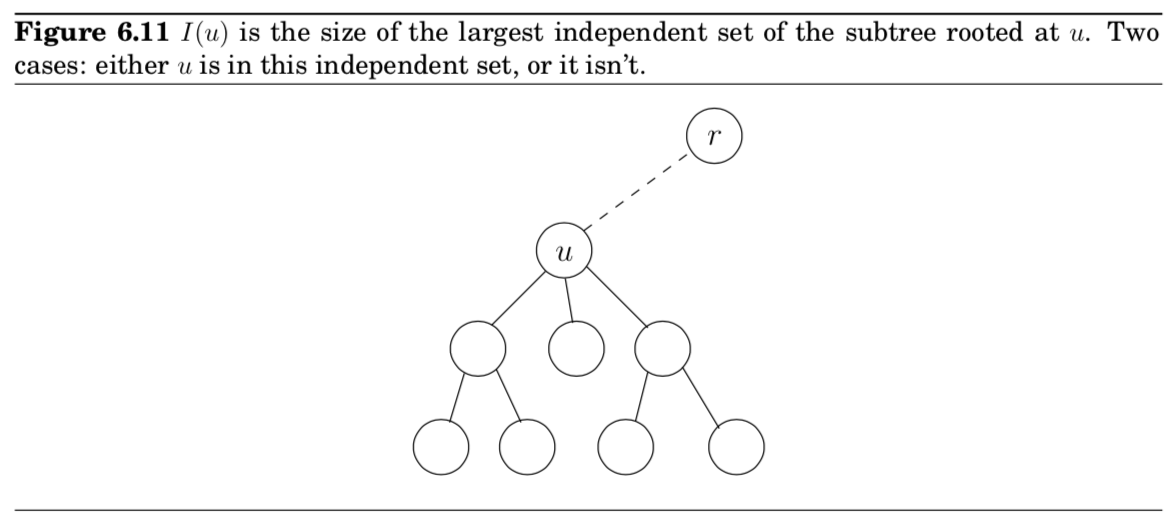 Figure 6.11 I(u) is the size of the largest independent set of the subtree rooted at u. Two
cases: either u is in this independent set, or it isn't.
r
u